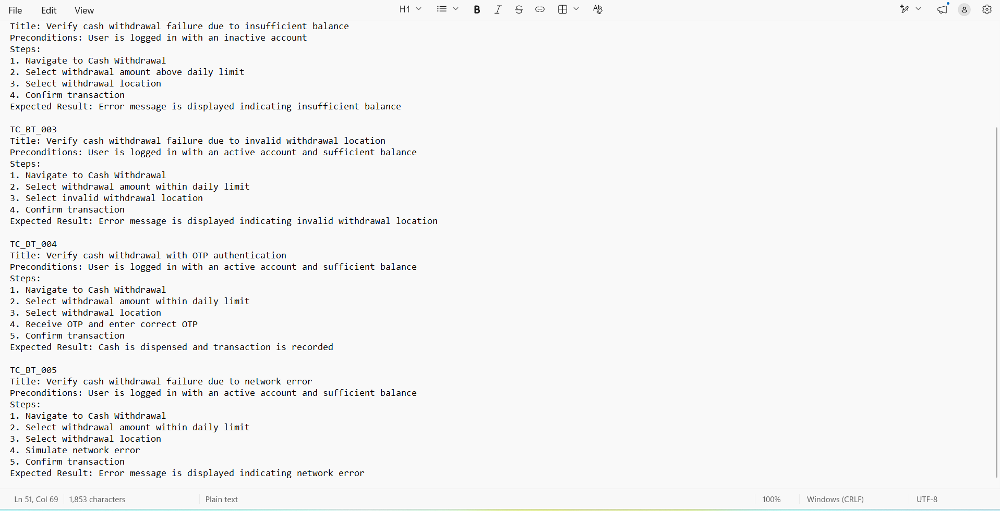 File Edit View H1
Title: Verify cash withdrawal failure due to insufficient balance
Preconditions: User is logged in with an inactive account
Steps:
1. Navigate to Cash Withdrawal
2. Select withdrawal amount above daily limit
3. Select withdrawal location
4. Confirm transaction
Expected Result: Error message is displayed indicating insufficient balance
TC_BT_003
Title: Verify cash withdrawal failure due to invalid withdrawal location
Preconditions: User is logged in with an active account and sufficient balance
Steps:
1. Navigate to Cash Withdrawal
2. Select withdrawal amount within daily limit
3. Select invalid withdrawal location
4. Confirm transaction
Expected Result: Error message is displayed indicating invalid withdrawal location
TC_BT_004
Title: Verify cash withdrawal with OTP authentication
Preconditions: User is logged in with an active account and sufficient balance
Steps:
1. Navigate to Cash Withdrawal
2. Select withdrawal amount within daily limit
3. Select withdrawal location
4. Receive OTP and enter correct OTP
5. Confirm transaction
Expected Result: Cash is dispensed and transaction is recorded
TC_BT_005
Title: Verify cash withdrawal failure due to network error
Preconditions: User is logged in with an active account and sufficient balance
Steps:
1. Navigate to Cash Withdrawal
2. Select withdrawal amount within daily limit
3. Select withdrawal location
4. Simulate network error
5. Confirm transaction
Expected Result: Error message is displayed indicating network error
Ln 51, Col 69 1,853 characters Plain text 100% Windows (CRLF) UTF-8